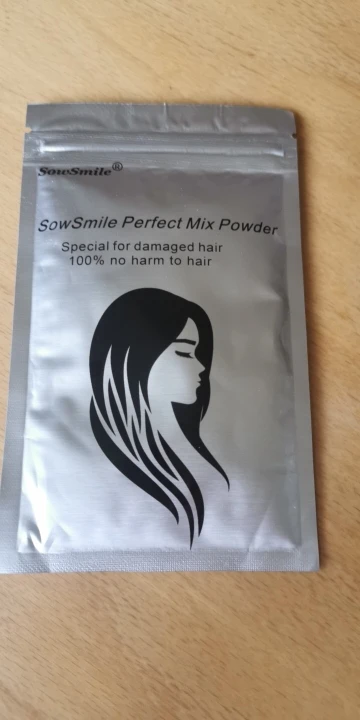 SowSmile®
SowSmile Perfect Mix Powder
Special for damaged hair
100% no harm to hair